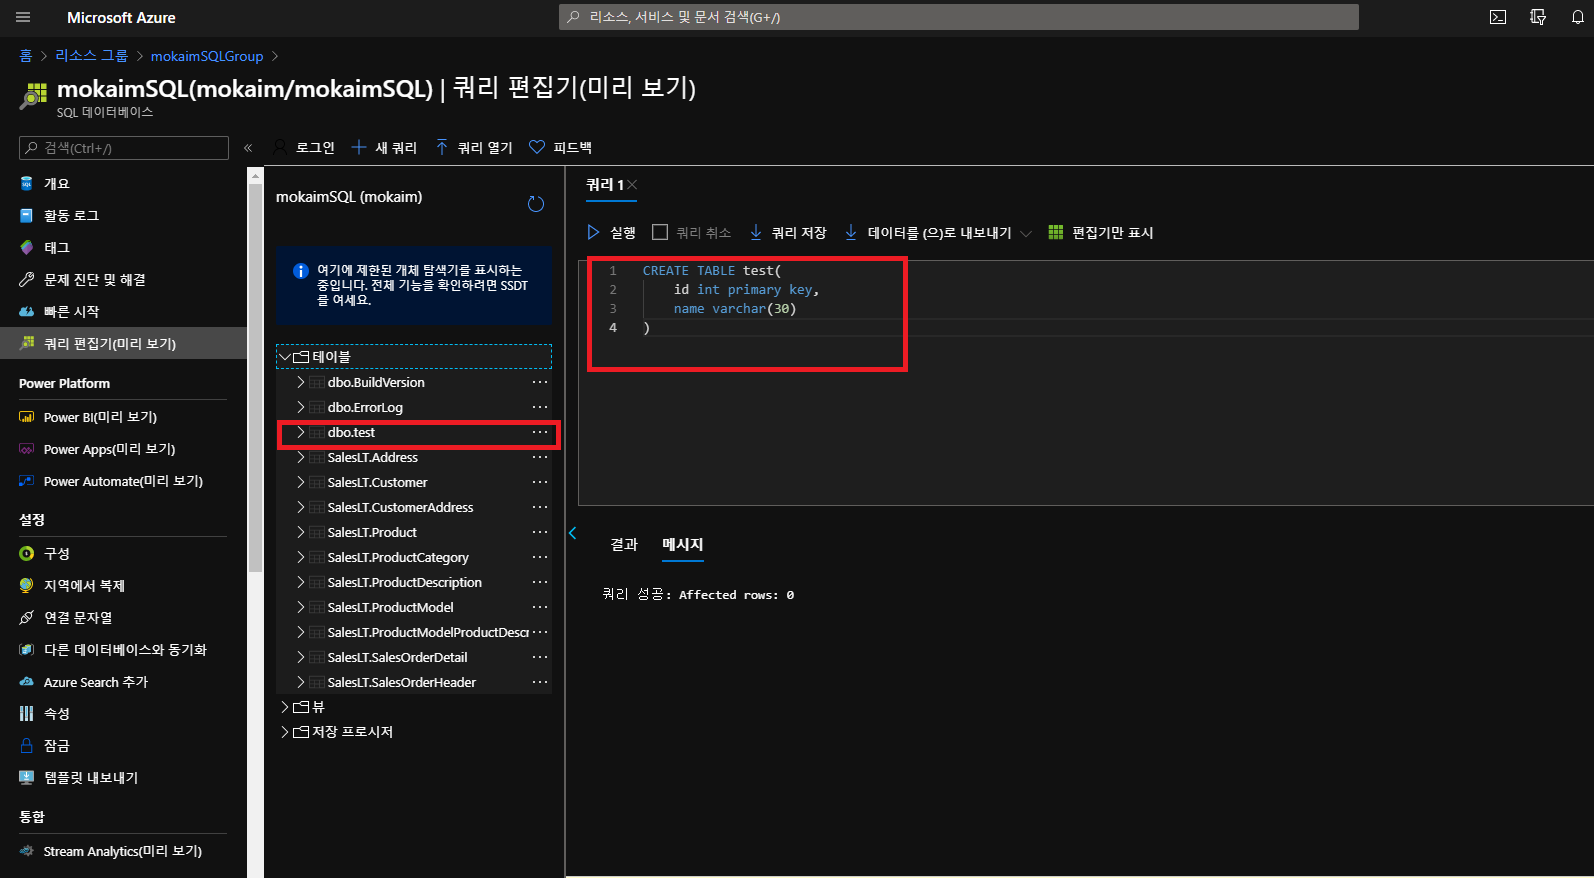 Microsoft Azure
리소스, 서비스 및 문서 검색(G+/)
홈 > 리소스 그룹 > mokaimSQLGroup >
mokaimSQL(mokaim/mokaimSQL) | 쿼리 편집기(미리 보기)
SQL 데이터베이스
검색(Ctrl+/)
«
로그인
새 쿼리
쿼리 열기
피드백
개요
활동 로그
태그
문제 진단 및 해결
빠른 시작
쿼리 편집기(미리 보기)
Power Platform
Power BI(미리 보기)
Power Apps(미리 보기)
Power Automate(미리 보기)
설정
구성
지역에서 복제
연결 문자열
다른 데이터베이스와 동기화
Azure Search 추가
속성
잠금
템플릿 내보내기
통합
Stream Analytics(미리 보기)
mokaimSQL (mokaim)
여기에 제한된 개체 탐색기를 표시하는
중입니다. 전체 기능을 확인하려면 SSDT
를 여세요.
테이블
dbo.BuildVersion ...
dbo.ErrorLog ...
dbo.test ...
SalesLT.Address ...
SalesLT.Customer ...
SalesLT.CustomerAddress ...
SalesLT.Product ...
SalesLT.ProductCategory ...
SalesLT.ProductDescription ...
SalesLT.ProductModel ...
SalesLT.ProductModelProductDescr ...
SalesLT.SalesOrderDetail ...
SalesLT.SalesOrderHeader ...
뷰
저장 프로시저
쿼리 1
실행
쿼리 취소
쿼리 저장
데이터를 (으)로 내보내기
편집기만 표시
1 CREATE TABLE test(
2 id int primary key,
3 name varchar(30)
4 )
결과
메시지
쿼리 성공: Affected rows: 0